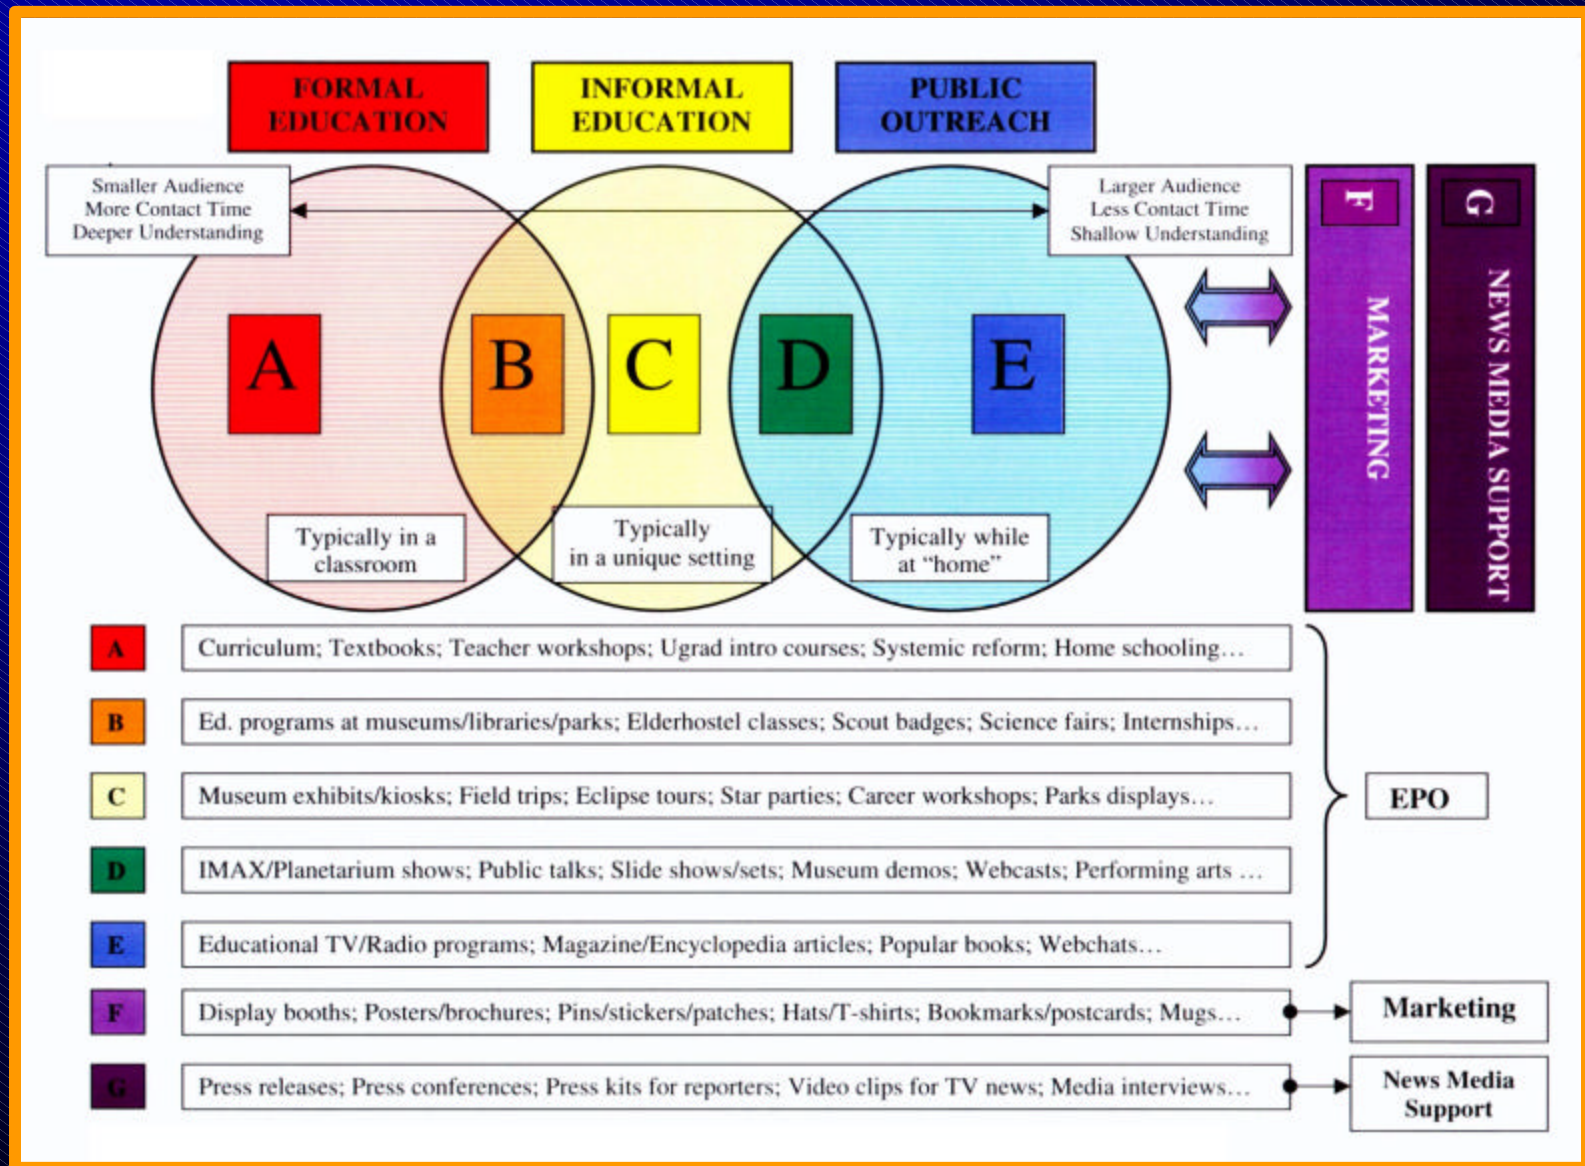 FORMAL
EDUCATION
INFORMAL
EDUCATION
PUBLIC
OUTREACH
Smaller Audience
More Contact Time
Deeper Understanding
Larger Audience
Less Contact Time
Shallow Understanding
F
MARKETING
G
NEWS MEDIA SUPPORT
A
B
C
D
E
Typically in a
classroom
Typically
in a unique setting
Typically while
at “home”
A
Curriculum; Textbooks; Teacher workshops; Ugrad intro courses; Systemic reform; Home schooling…
B
Ed. programs at museums/libraries/parks; Elderhostel classes; Scout badges; Science fairs; Internships…
C
Museum exhibits/kiosks; Field trips; Eclipse tours; Star parties; Career workshops; Parks displays…
D
IMAX/Planetarium shows; Public talks; Slide shows/sets; Museum demos; Webcasts; Performing arts …
E
Educational TV/Radio programs; Magazine/Encyclopedia articles; Popular books; Webchats…
EPO
F
Display booths; Posters/brochures; Pins/stickers/patches; Hats/T-shirts; Bookmarks/postcards; Mugs…
Marketing
G
Press releases; Press conferences; Press kits for reporters; Video clips for TV news; Media interviews…
News Media
Support